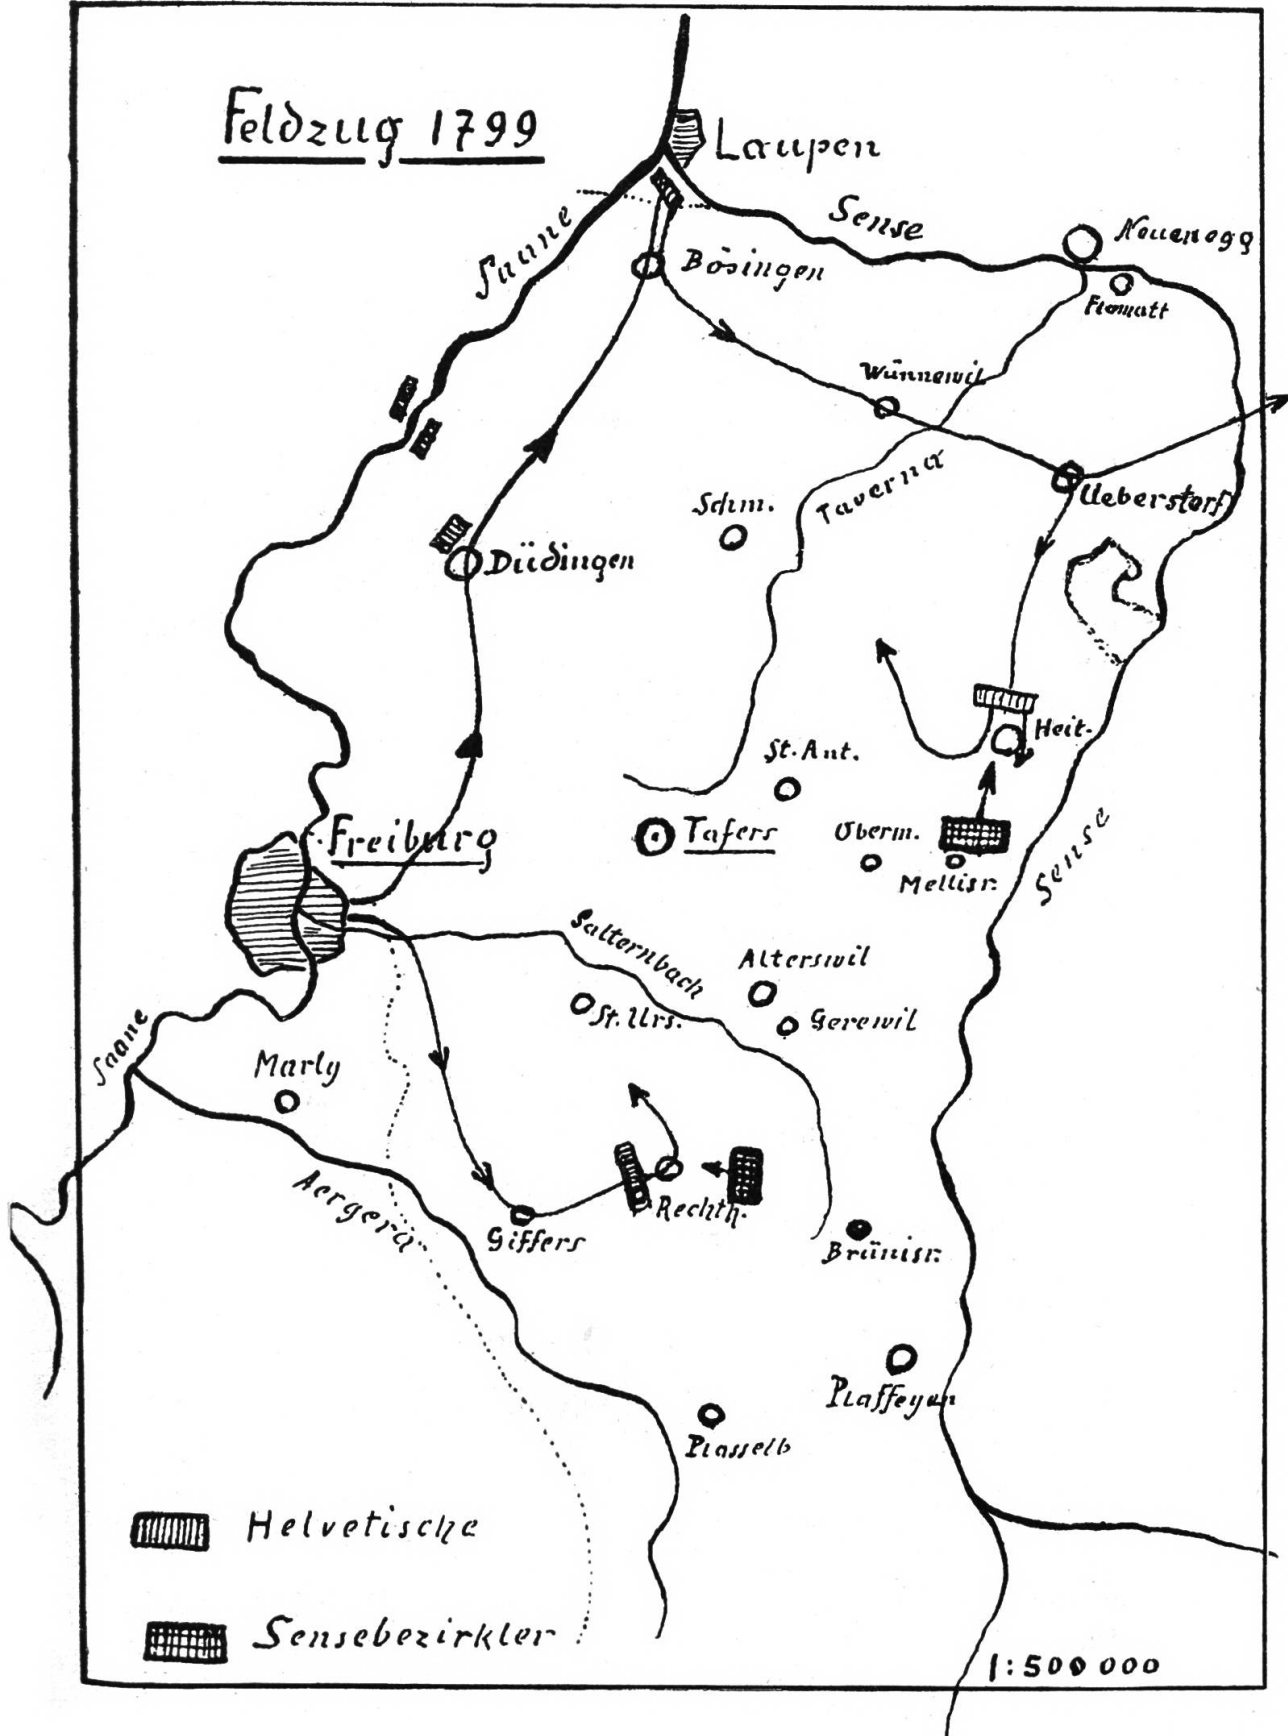 Feldzug 1799
Laupen
Sense
Saane
Neuenegg
Bösingen
Flamatt
Wünnewil
Taverna
Ueberstorf
Schm.
Düdingen
Heit.
St. Ant.
Freiburg
Tafers
Oberm.
Mellisr.
Sense
Galternbach
Alterswil
St. Urs.
Gerewil
Saane
Marly
Aergera
Giffers
Rechth.
Brünisr.
Plaffeyen
Plasselb
Helvetische
Sensebezirkler
1:500 000